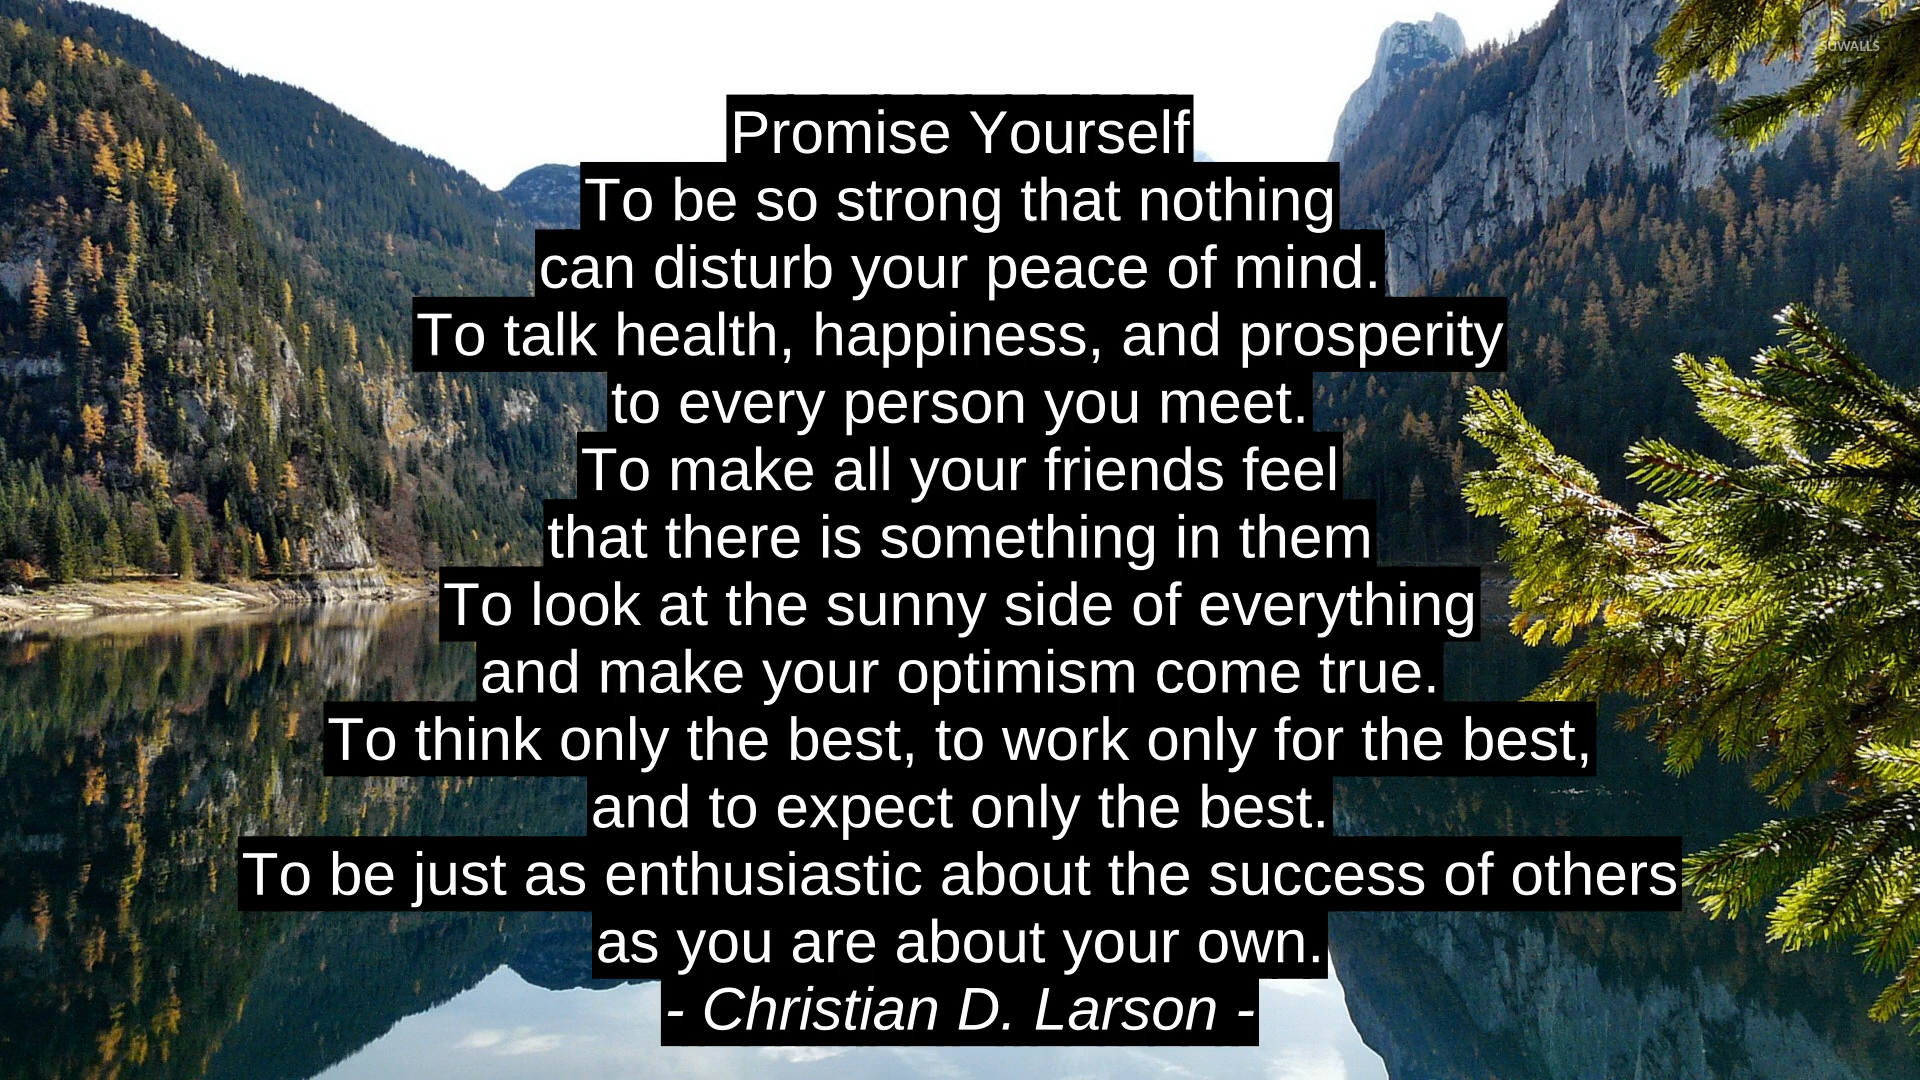 SUWALLS
Promise Yourself
To be so strong that nothing
can disturb your peace of mind.
To talk health, happiness, and prosperity
to every person you meet.
To make all your friends feel
that there is something in them
To look at the sunny side of everything
and make your optimism come true.
To think only the best, to work only for the best,
and to expect only the best.
To be just as enthusiastic about the success of others
as you are about your own.
- Christian D. Larson -